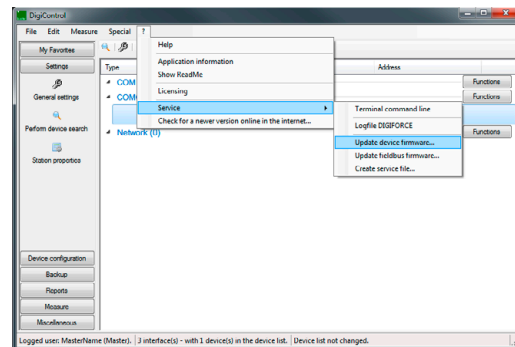 DigiControl
File Edit Measure Special ?
My Favorites
Settings
General settings
Perform device search
Station properties
Device configuration
Backup
Reports
Measure
Miscellaneous
Help
Application information
Show ReadMe
Licensing
Service
Check for a newer version online in the internet...
Terminal command line
Logfile DIGIFORCE
Update device firmware...
Update fieldbus firmware...
Create service file...
Type
Address
COM
Functions
COM
Functions
Network (0)
Functions
Logged user: MasterName (Master). 3 interface(s) - with 1 device(s) in the device list. Device list not changed.